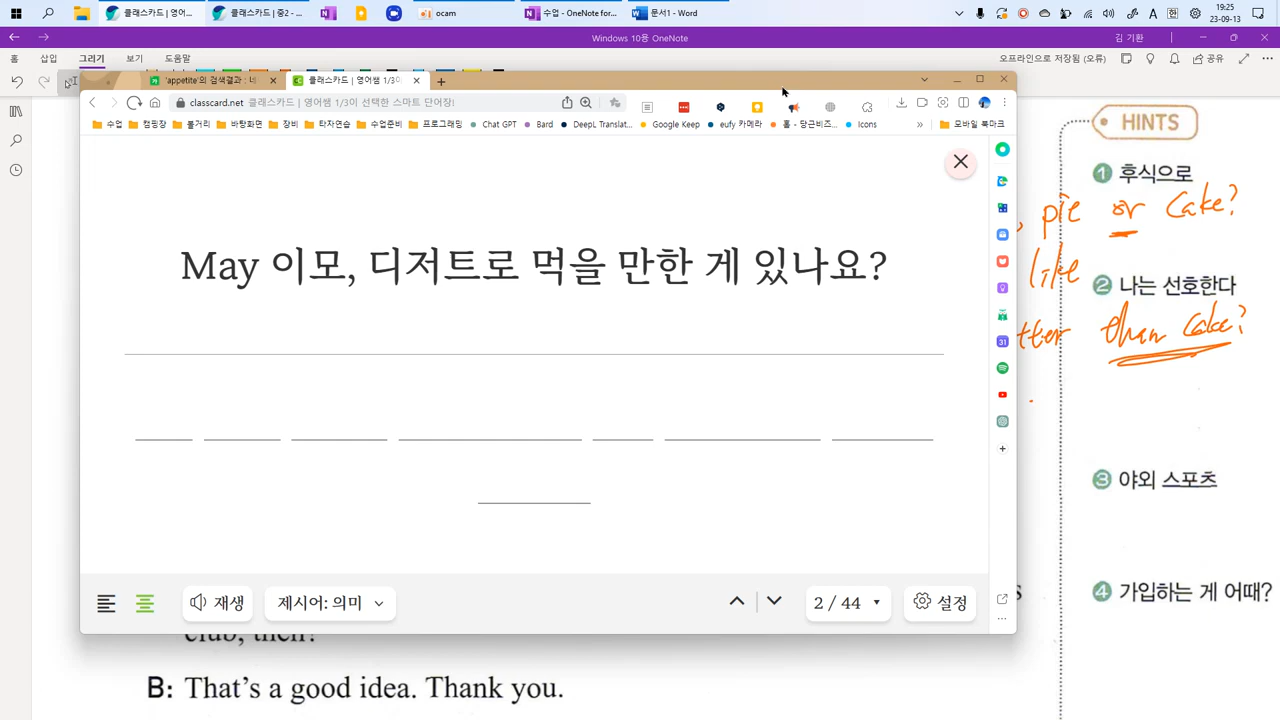 클래스카드 | 영어...
클래스카드 | 중2 - ...
ocam
수업 - OneNote for ...
문서1 - Word
A
한
19:25
23-09-13
Windows 10용 OneNote
김 기환
홈
삽입
그리기
보기
도움말
오프라인으로 저장됨 (오류)
공유
'appetite'의 검색결과 : 네
클래스카드 | 영어쌤 1/3이
classcard.net 클래스카드 | 영어쌤 1/3이 선택한 스마트 단어장!
수업
캠핑장
볼거리
바탕화면
장비
타자연습
수업준비
프로그래밍
Chat GPT
Bard
DeepL Translat...
Google Keep
eufy 카메라
홈 - 당근비즈...
Icons
»
모바일 북마크
May 이모, 디저트로 먹을 만한 게 있나요?
재생
제시어: 의미
2 / 44
설정
31
HINTS
1 후식으로
, pie or cake?
like
2 나는 선호한다
tter than cake?
3 야외 스포츠
4 가입하는 게 어때?
club, then?
B: That's a good idea. Thank you.